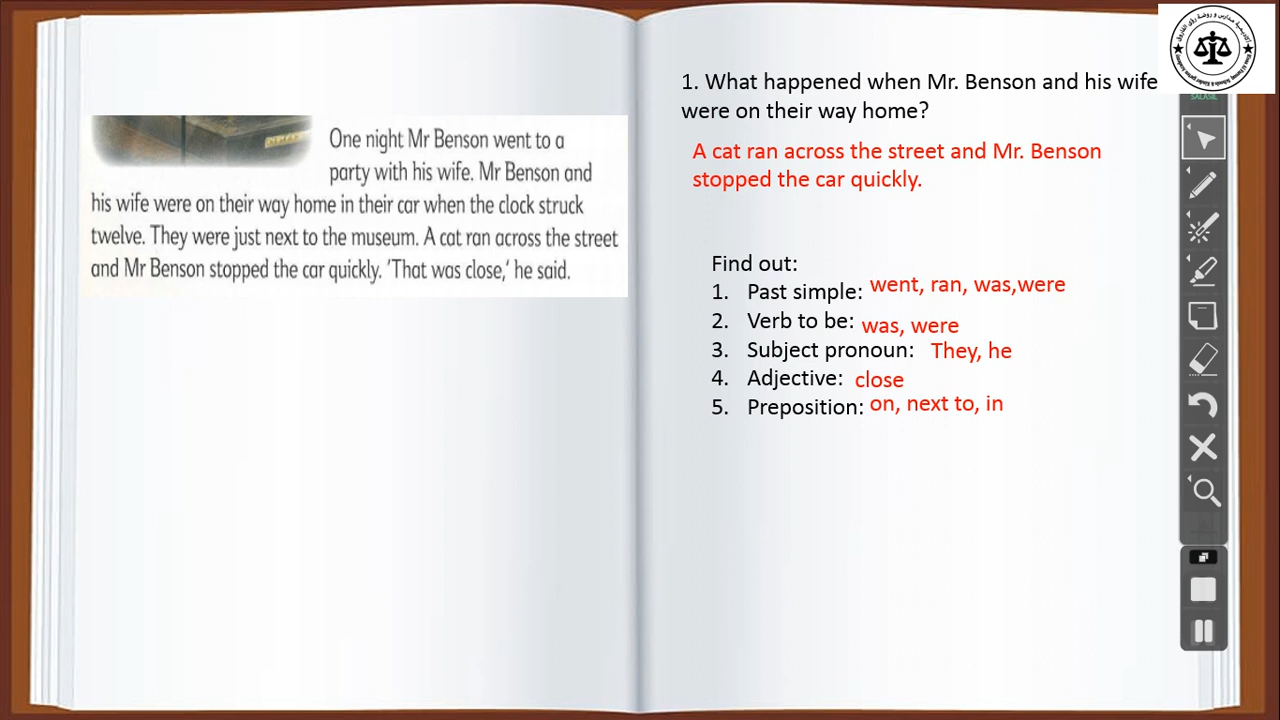 One night Mr Benson went to a
party with his wife. Mr Benson and
his wife were on their way home in their car when the clock struck
twelve. They were just next to the museum. A cat ran across the street
and Mr Benson stopped the car quickly. 'That was close,' he said.
1. What happened when Mr. Benson and his wife
were on their way home?
A cat ran across the street and Mr. Benson
stopped the car quickly.
Find out:
1. Past simple: went, ran, was,were
2. Verb to be: was, were
3. Subject pronoun: They, he
4. Adjective: close
5. Preposition: on, next to, in